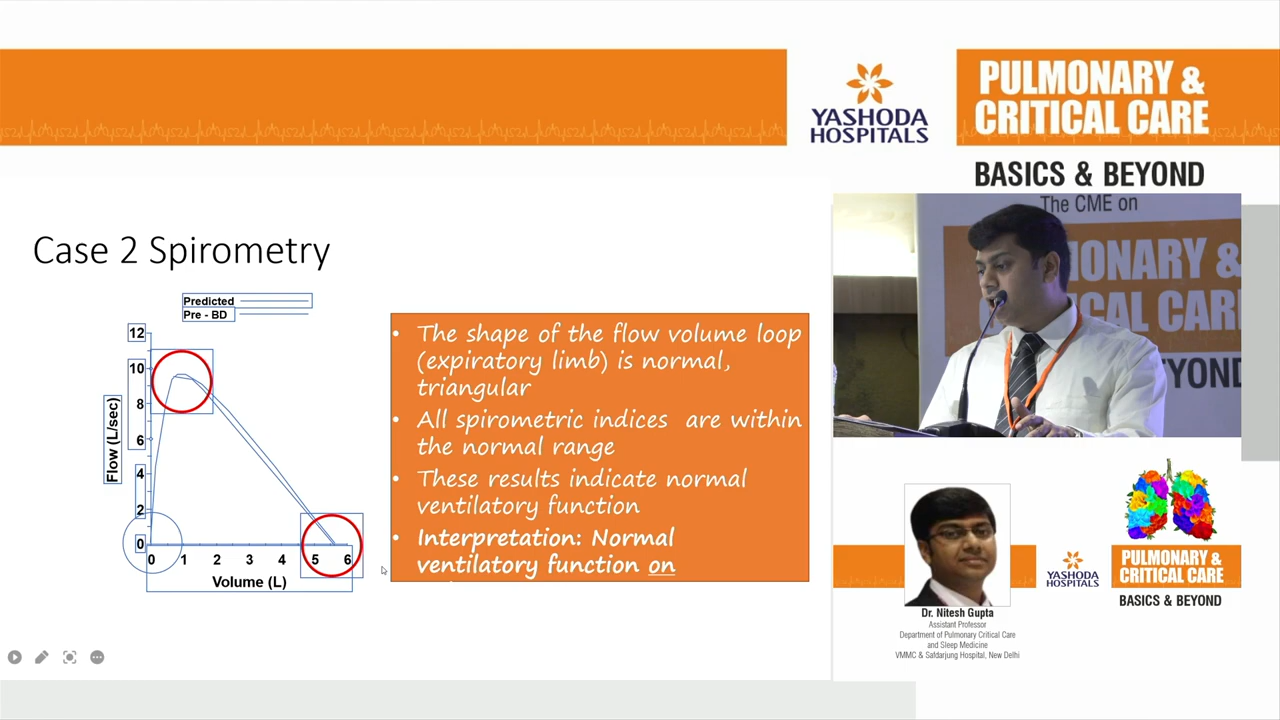 YASHODA
HOSPITALS
PULMONARY &
CRITICAL CARE
BASICS & BEYOND
The CME on
MONARY &
ICAL CARE
YOND
Case 2 Spirometry
Predicted
Pre - BD
12
10
8
6
4
2
0
Flow (L/sec)
0 1 2 3 4 5 6
Volume (L)
• The shape of the flow volume loop
(expiratory limb) is normal,
triangular
• All spirometric indices are within
the normal range
• These results indicate normal
ventilatory function
• Interpretation: Normal
ventilatory function on
Dr. Nitesh Gupta
Assistant Professor
Department of Pulmonary Critical Care
and Sleep Medicine
VMMC & Safdarjung Hospital, New Delhi
YASHODA
HOSPITALS
PULMONARY &
CRITICAL CARE
BASICS & BEYOND